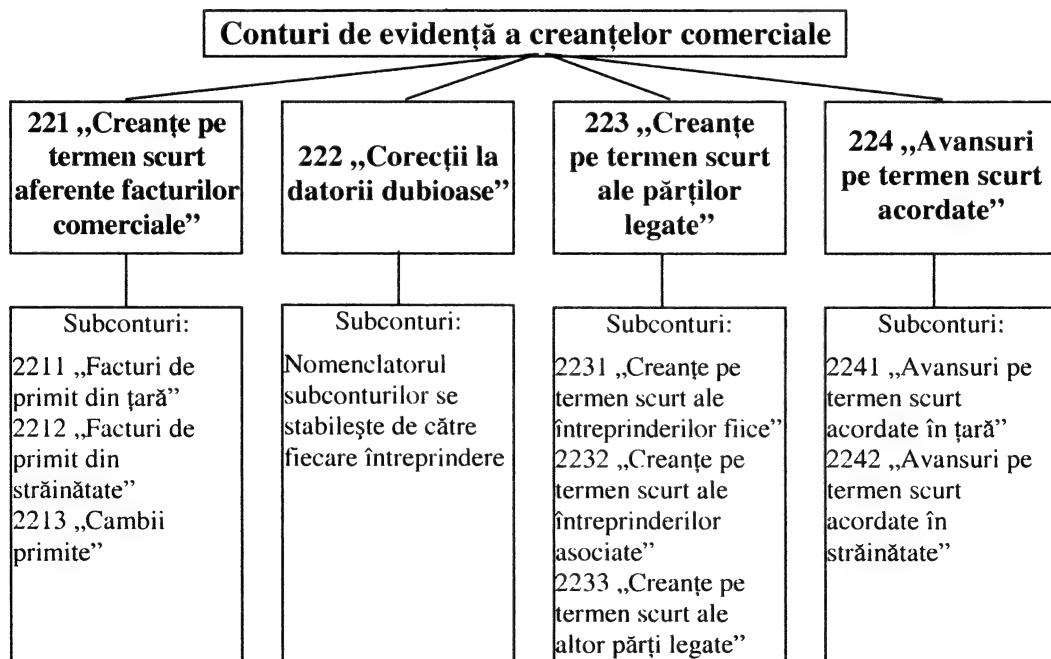 Conturi de evidență a creanțelor comerciale
221 „Creanțe pe
termen scurt
aferente facturilor
comerciale”
222 „Corecții la
datorii dubioase”
223 „Creanțe
pe termen scurt
ale părților
legate”
224 „Avansuri
pe termen scurt
acordate”
Subconturi:
2211 „Facturi de
primit din țară”
2212 „Facturi de
primit din
străinătate”
2213 „Cambii
primite”
Subconturi:
Nomenclatorul
subconturilor se
stabileşte de către
fiecare întreprindere
Subconturi:
2231 „Creanțe pe
termen scurt ale
întreprinderilor fiice”
2232 „Creanțe pe
termen scurt ale
întreprinderilor
asociate”
2233 „Creanțe pe
termen scurt ale
altor părți legate”
Subconturi:
2241 „Avansuri pe
termen scurt
acordate în țară”
2242 „Avansuri pe
termen scurt
acordate în
străinătate”